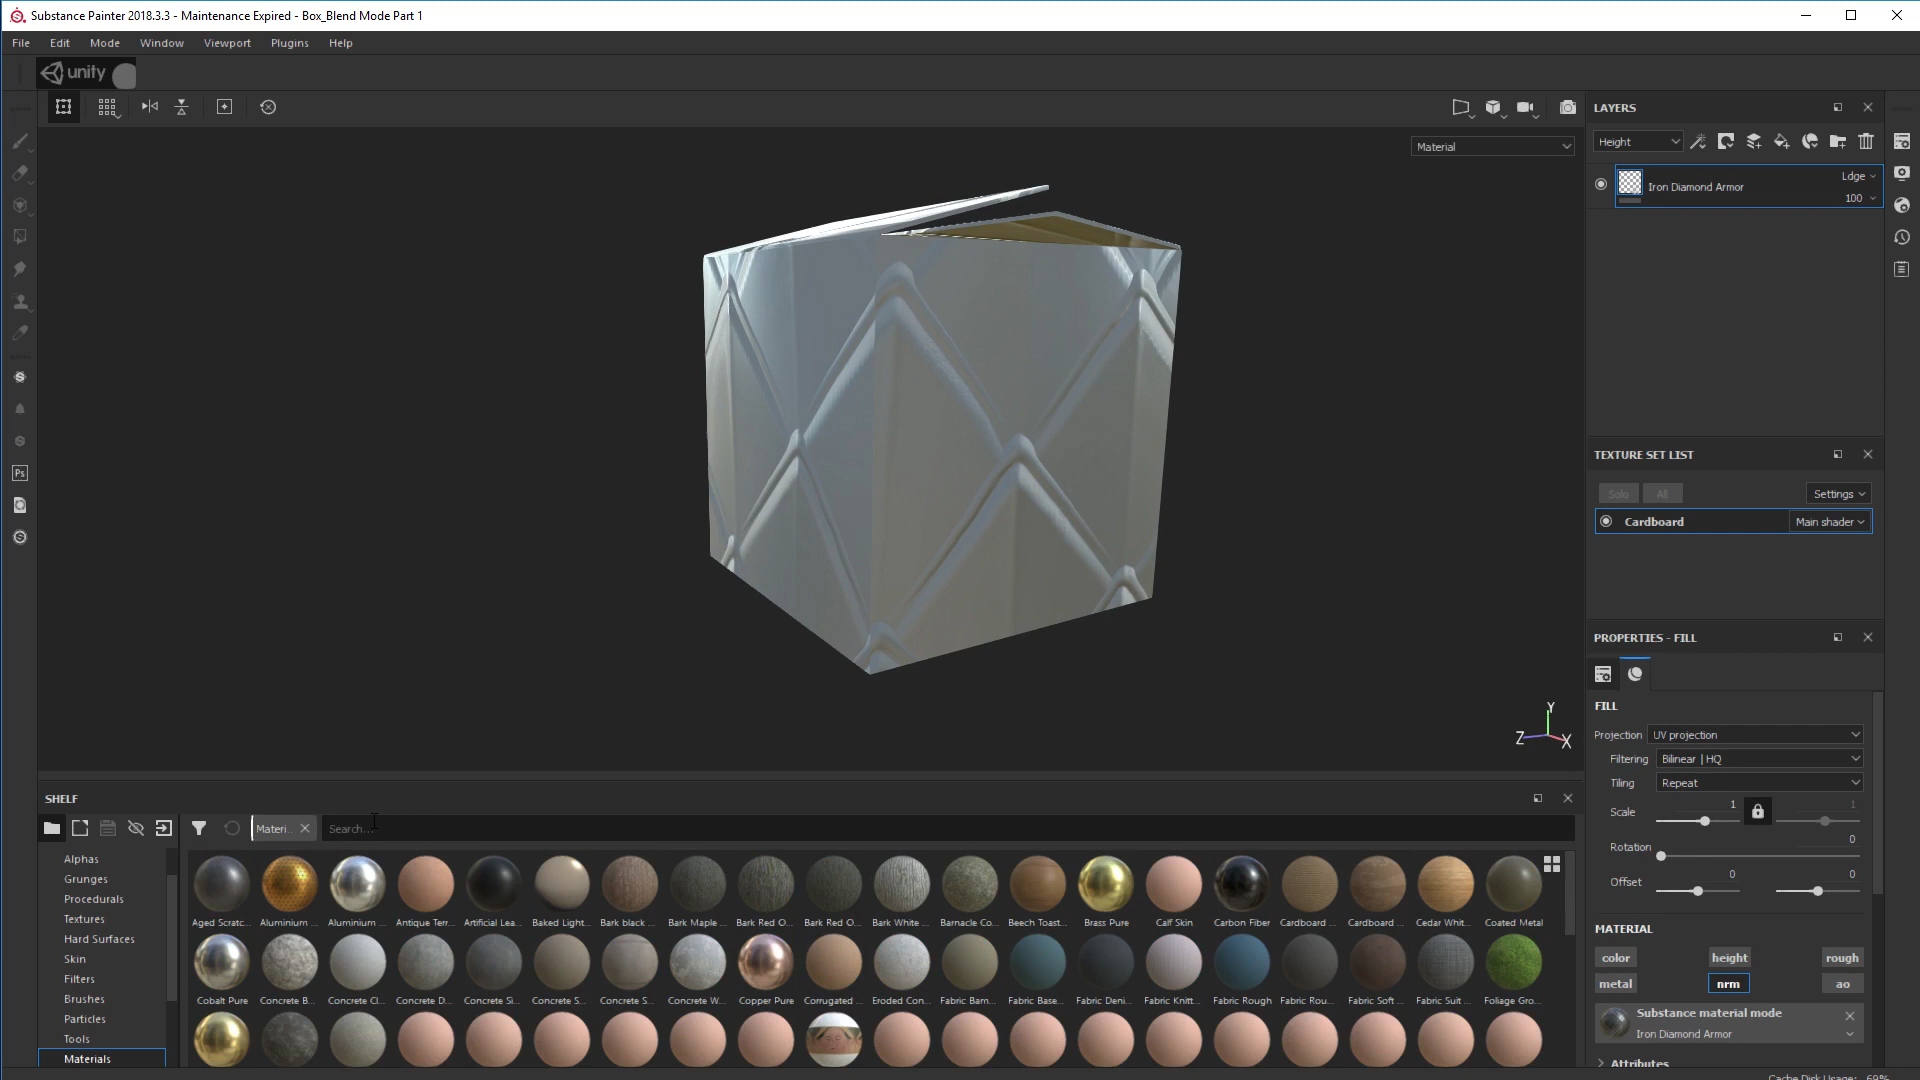 Substance Painter 2018.3.3 - Maintenance Expired - Box_Blend Mode Part 1
File Edit Mode Window Viewport Plugins Help
unity
Material
LAYERS
Height
Iron Diamond Armor
Ldge
100
TEXTURE SET LIST
Solo All Settings
Cardboard Main shader
PROPERTIES - FILL
FILL
Projection UV projection
Filtering Bilinear | HQ
Tiling Repeat
Scale 1 1
Rotation 0
Offset 0 0
MATERIAL
color height rough
metal nrm ao
Substance material mode
Iron Diamond Armor
Attributes
Cache Disk Usage: 69%
Y
Z X
Ps
SHELF
Materi.. Search...
Alphas
Grunges
Procedurals
Textures
Hard Surfaces
Skin
Filters
Brushes
Particles
Tools
Materials
Aged Scratc... Aluminium ... Aluminium ... Antique Terr... Artificial Lea... Baked Light... Bark black ... Bark Maple ... Bark Red O... Bark Red O... Bark White ... Barnacle Co... Beech Toast... Brass Pure Calf Skin Carbon Fiber Cardboard ... Cardboard ... Cedar Whit... Coated Metal
Cobalt Pure Concrete B... Concrete Cl... Concrete D... Concrete Si... Concrete S... Concrete S... Concrete W... Copper Pure Corrugated ... Eroded Con... Fabric Barn... Fabric Base... Fabric Deni... Fabric Knitt... Fabric Rough Fabric Rou... Fabric Soft ... Fabric Suit ... Foliage Gro...